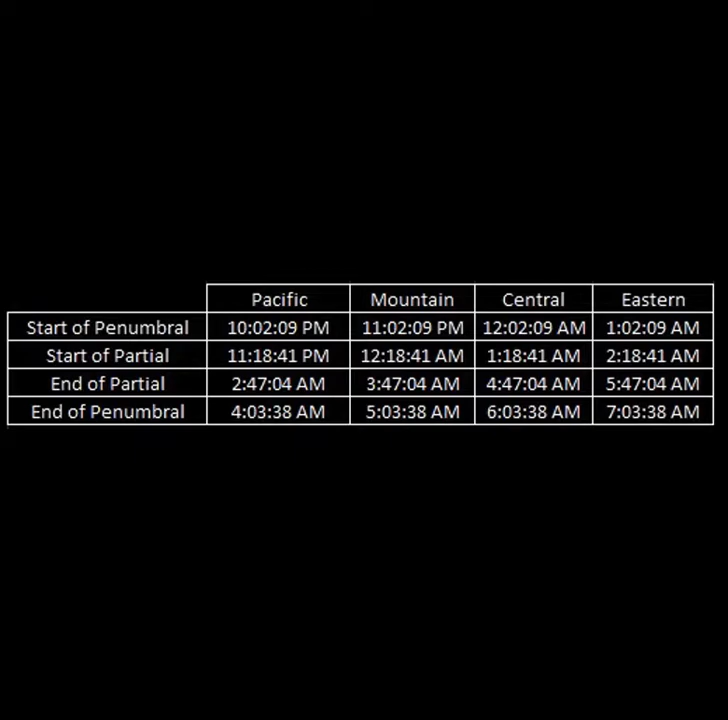 Pacific Mountain Central Eastern
Start of Penumbral 10:02:09 PM 11:02:09 PM 12:02:09 AM 1:02:09 AM
Start of Partial 11:18:41 PM 12:18:41 AM 1:18:41 AM 2:18:41 AM
End of Partial 2:47:04 AM 3:47:04 AM 4:47:04 AM 5:47:04 AM
End of Penumbral 4:03:38 AM 5:03:38 AM 6:03:38 AM 7:03:38 AM